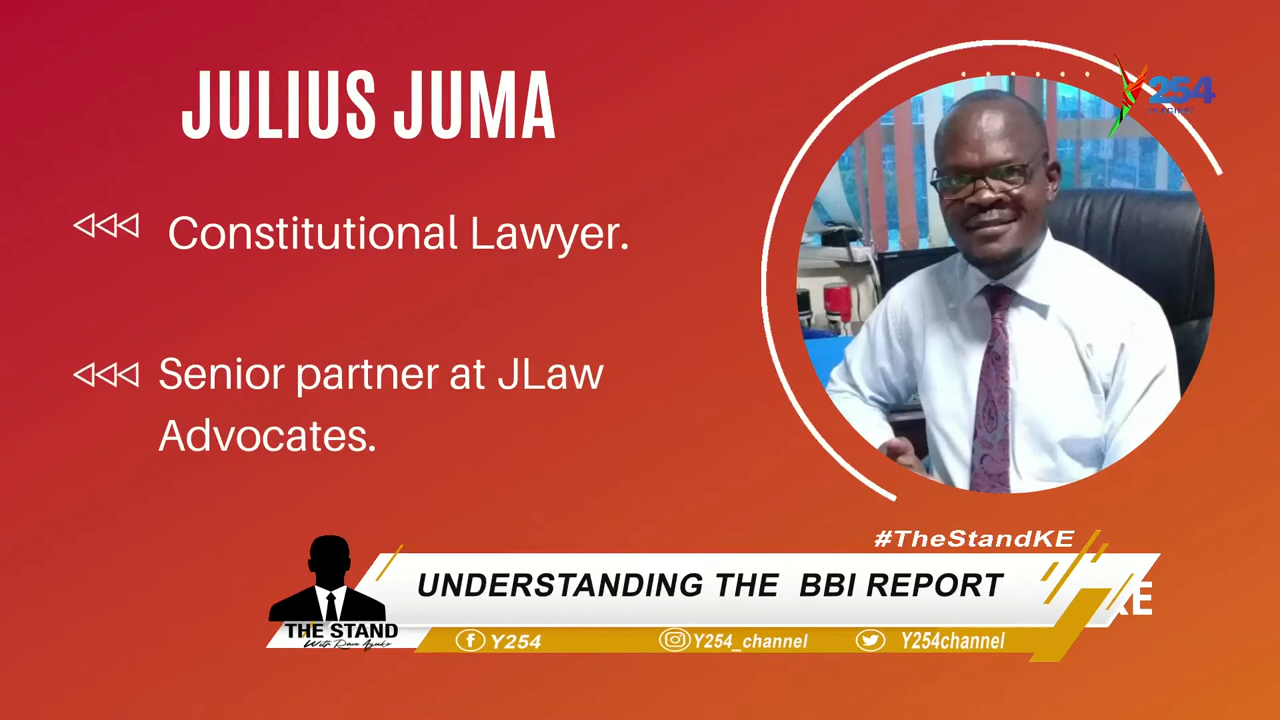 JULIUS JUMA
254
Constitutional Lawyer.
Senior partner at JLaw
Advocates.
#TheStandKE
UNDERSTANDING THE BBI REPORT
KE
THE STAND
Y254
Y254_channel
Y254channel